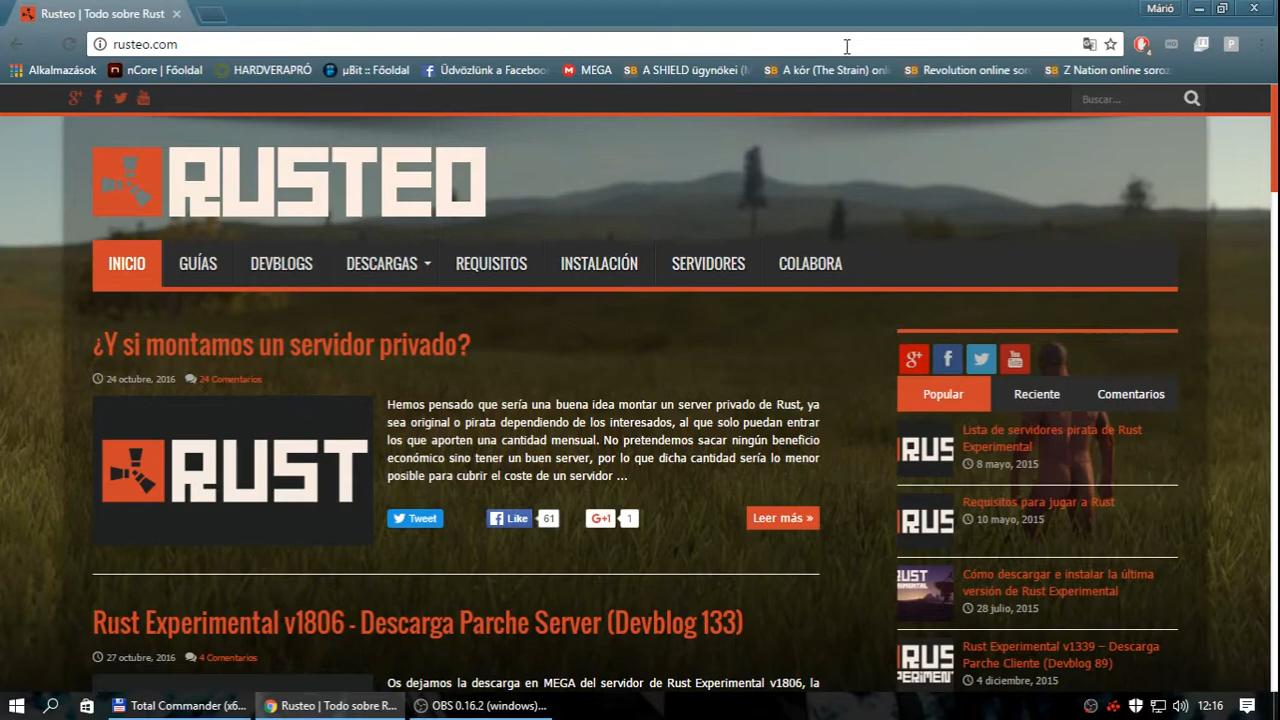 Rusteo | Todo sobre Rust
Márió
rusteo.com
4
Alkalmazások
nCore | Főoldal
HARDVERAPRÓ
µBit :: Főoldal
Üdvözlünk a Faceboo
MEGA
A SHIELD ügynökei (M
A kór (The Strain) onli
Revolution online soro
Z Nation online soroz
Buscar...
RUSTEO
INICIO
GUÍAS
DEVBLOGS
DESCARGAS
REQUISITOS
INSTALACIÓN
SERVIDORES
COLABORA
¿Y si montamos un servidor privado?
24 octubre, 2016
24 Comentarios
RUST
Hemos pensado que sería una buena idea montar un server privado de Rust, ya
sea original o pirata dependiendo de los interesados, al que solo puedan entrar
los que aporten una cantidad mensual. No pretendemos sacar ningún beneficio
económico sino tener un buen server, por lo que dicha cantidad sería lo menor
posible para cubrir el coste de un servidor ...
Tweet
Like
61
G+1
1
Leer más »
Rust Experimental v1806 - Descarga Parche Server (Devblog 133)
27 octubre, 2016
4 Comentarios
Os dejamos la descarga en MEGA del servidor de Rust Experimental v1806, la
Popular
Reciente
Comentarios
Lista de servidores pirata de Rust
Experimental
8 mayo, 2015
Requisitos para jugar a Rust
10 mayo, 2015
Cómo descargar e instalar la última
versión de Rust Experimental
28 julio, 2015
Rust Experimental v1339 – Descarga
Parche Cliente (Devblog 89)
4 diciembre, 2015
Total Commander (x6...
Rusteo | Todo sobre R...
OBS 0.16.2 (windows)...
12:16